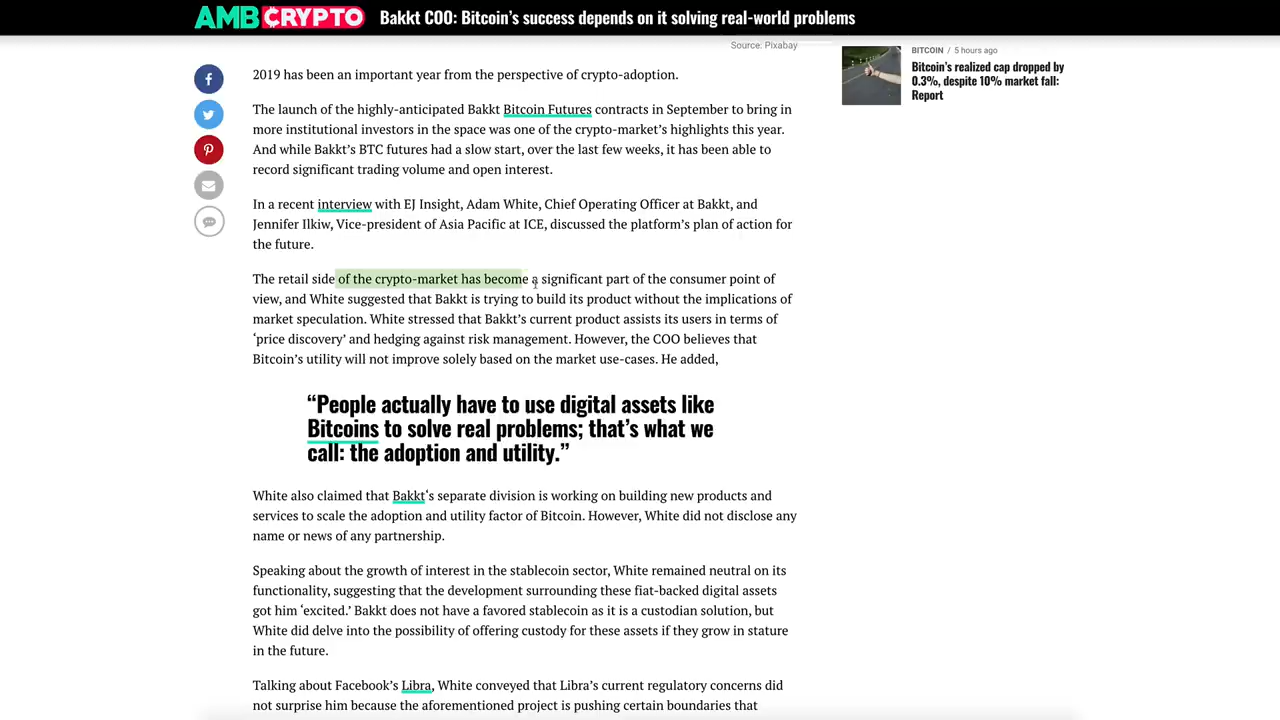 AMBCRYPTO Bakkt COO: Bitcoin’s success depends on it solving real-world problems
Source: Pixabay
BITCOIN / 5 hours ago
Bitcoin’s realized cap dropped by
0.3%, despite 10% market fall:
Report
2019 has been an important year from the perspective of crypto-adoption.
The launch of the highly-anticipated Bakkt Bitcoin Futures contracts in September to bring in
more institutional investors in the space was one of the crypto-market’s highlights this year.
And while Bakkt’s BTC futures had a slow start, over the last few weeks, it has been able to
record significant trading volume and open interest.
In a recent interview with EJ Insight, Adam White, Chief Operating Officer at Bakkt, and
Jennifer Ilkiw, Vice-president of Asia Pacific at ICE, discussed the platform’s plan of action for
the future.
The retail side of the crypto-market has become a significant part of the consumer point of
view, and White suggested that Bakkt is trying to build its product without the implications of
market speculation. White stressed that Bakkt’s current product assists its users in terms of
‘price discovery’ and hedging against risk management. However, the COO believes that
Bitcoin’s utility will not improve solely based on the market use-cases. He added,
“People actually have to use digital assets like
Bitcoins to solve real problems; that’s what we
call: the adoption and utility.”
White also claimed that Bakkt‘s separate division is working on building new products and
services to scale the adoption and utility factor of Bitcoin. However, White did not disclose any
name or news of any partnership.
Speaking about the growth of interest in the stablecoin sector, White remained neutral on its
functionality, suggesting that the development surrounding these fiat-backed digital assets
got him ‘excited.’ Bakkt does not have a favored stablecoin as it is a custodian solution, but
White did delve into the possibility of offering custody for these assets if they grow in stature
in the future.
Talking about Facebook’s Libra, White conveyed that Libra’s current regulatory concerns did
not surprise him because the aforementioned project is pushing certain boundaries that